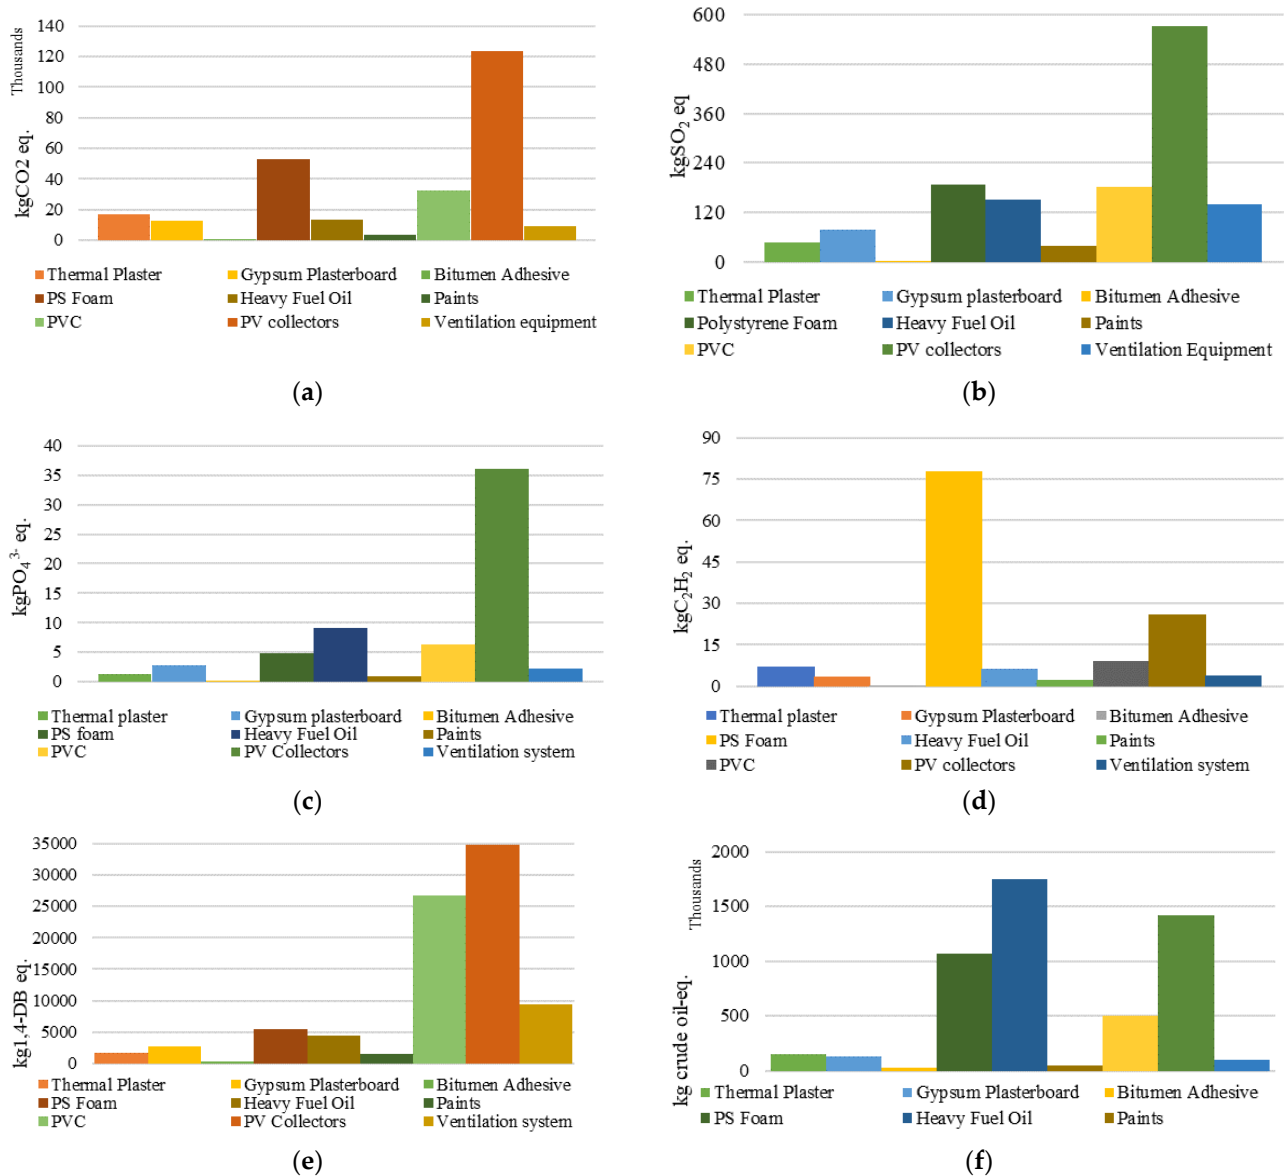 140
120
100
80
60
40
20
0
Thousands
kgCO2 eq.
Thermal Plaster Gypsum Plasterboard Bitumen Adhesive
PS Foam Heavy Fuel Oil Paints
PVC PV collectors Ventilation equipment
(a)
600
480
360
240
120
0
kgSO2 eq
Thermal Plaster Gypsum plasterboard Bitumen Adhesive
Polystyrene Foam Heavy Fuel Oil Paints
PVC PV collectors Ventilation Equipment
(b)
40
35
30
25
20
15
10
5
0
kgPO4 3- eq.
Thermal plaster Gypsum plasterboard Bitumen Adhesive
PS foam Heavy Fuel Oil Paints
PVC PV Collectors Ventilation system
(c)
90
75
60
45
30
15
0
kgC2H2 eq.
Thermal plaster Gypsum Plasterboard Bitumen Adhesive
PS Foam Heavy Fuel Oil Paints
PVC PV collectors Ventilation system
(d)
35000
30000
25000
20000
15000
10000
5000
0
kg1,4-DB eq.
Thermal Plaster Gypsum Plasterboard Bitumen Adhesive
PS Foam Heavy Fuel Oil Paints
PVC PV Collectors Ventilation system
(e)
2000
1500
1000
500
0
Thousands
kg crude oil-eq.
Thermal Plaster Gypsum Plasterboard Bitumen Adhesive
PS Foam Heavy Fuel Oil Paints
(f)